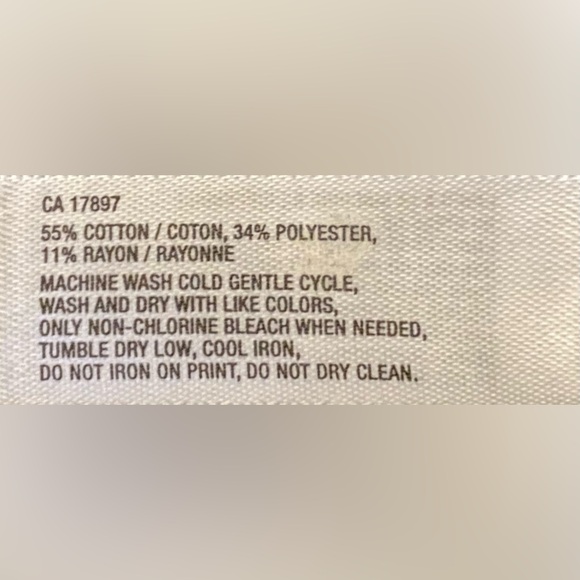 CA 17897
55% COTTON / COTON, 34% POLYESTER,
11% RAYON / RAYONNE
MACHINE WASH COLD GENTLE CYCLE,
WASH AND DRY WITH LIKE COLORS,
ONLY NON-CHLORINE BLEACH WHEN NEEDED,
TUMBLE DRY LOW, COOL IRON,
DO NOT IRON ON PRINT, DO NOT DRY CLEAN.